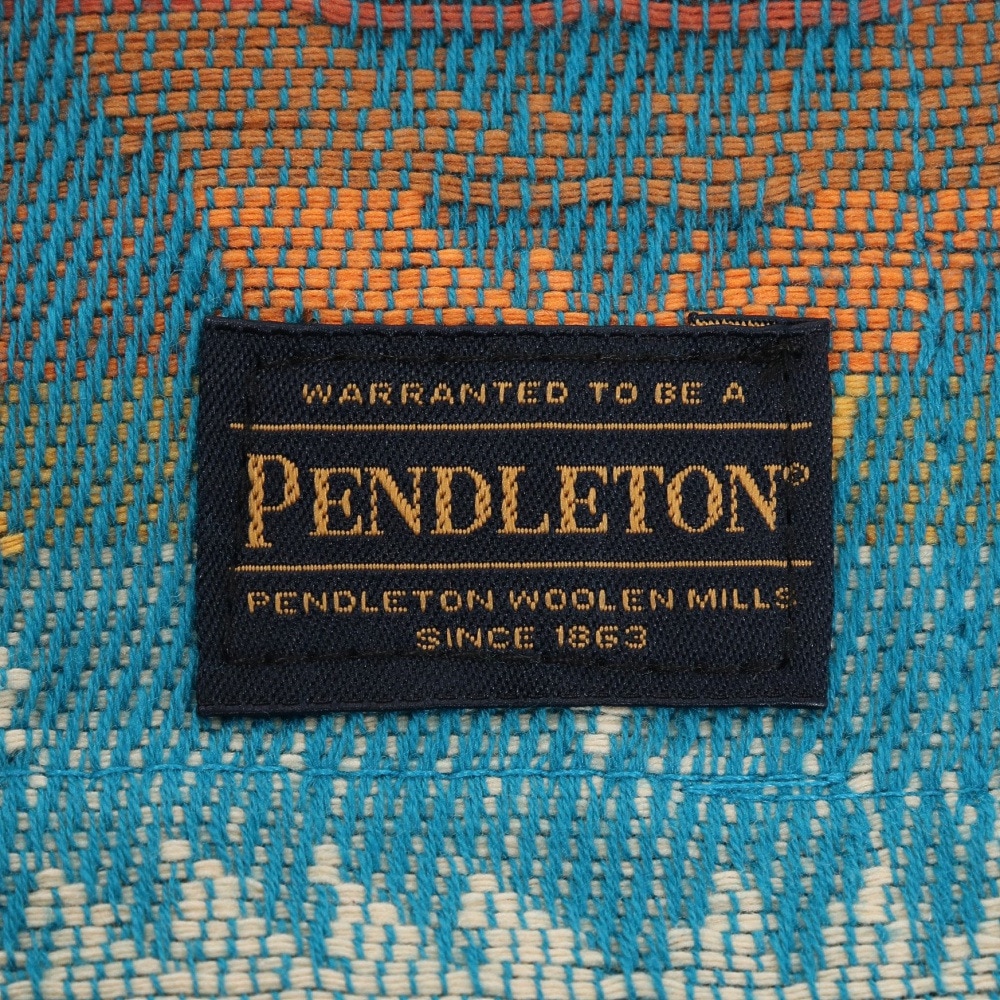 WARRANTED TO BE A
PENDLETON®
PENDLETON WOOLEN MILLS
SINCE 1863